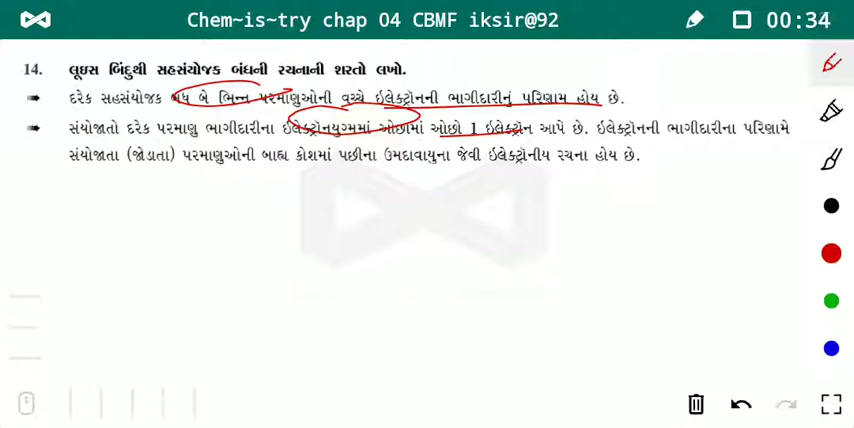 Chem~is~try chap 04 CBMF iksir@92
00:34
14. લૂઇસ બિંદુથી સહસંયોજક બંધની રચનાની શરતો લખો.
➠ દરેક સહસંયોજક બંધ બે ભિન્ન પરમાણુઓની વચ્ચે ઇલેક્ટ્રૉનની ભાગીદારીનું પરિણામ હોય છે.
➠ સંયોજાતો દરેક પરમાણુ ભાગીદારીના ઇલેક્ટ્રૉનયુગ્મમાં ઓછામાં ઓછો 1 ઇલેક્ટ્રૉન આપે છે. ઇલેક્ટ્રૉનની ભાગીદારીના પરિણામે
સંયોજાતા (જોડાતા) પરમાણુઓની બાહ્ય કોશમાં પછીના ઉમદાવાયુના જેવી ઇલેક્ટ્રૉનીય રચના હોય છે.